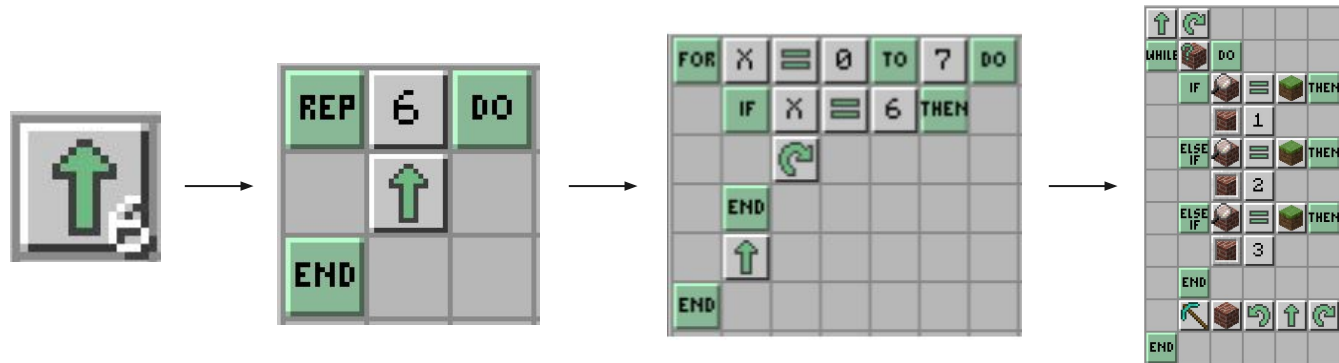 6
REP 6 DO
END
FOR X = 0 TO 7 DO
IF X = 6 THEN
END
END
WHILE DO
IF = THEN
1
ELSE IF = THEN
2
ELSE IF = THEN
3
END
END